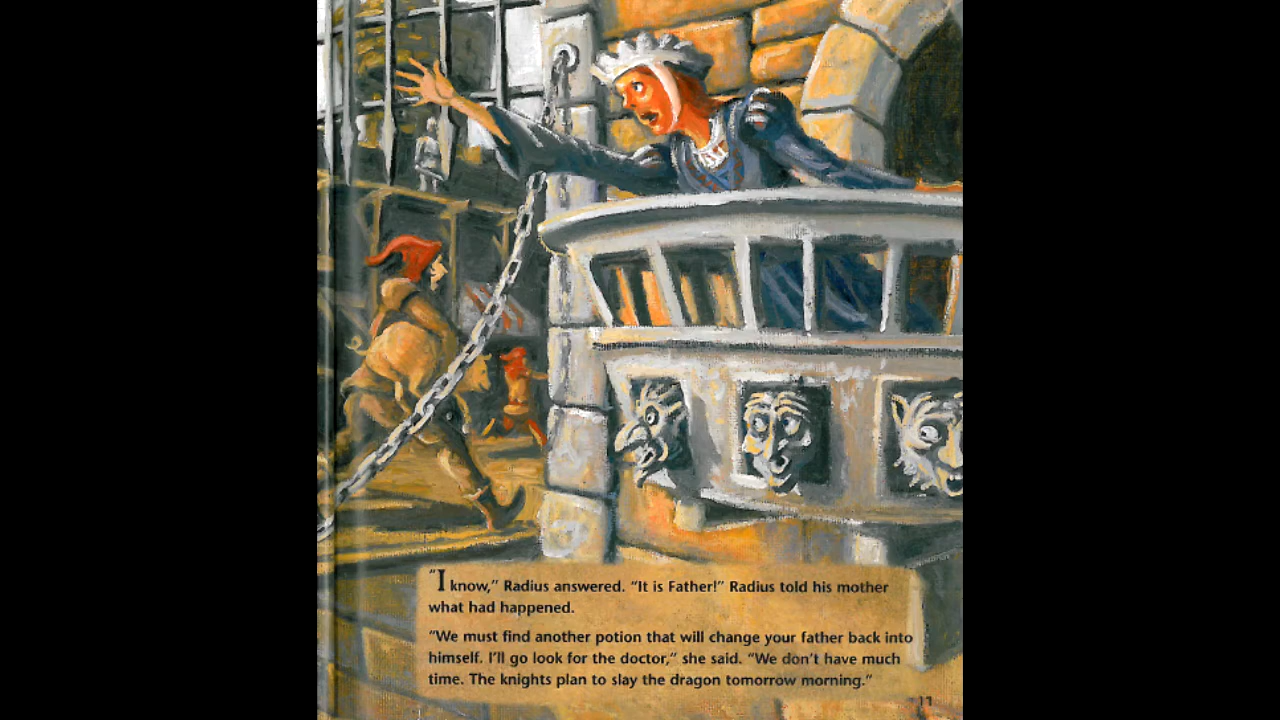 "I know," Radius answered. "It is Father!" Radius told his mother
what had happened.
"We must find another potion that will change your father back into
himself. I'll go look for the doctor," she said. "We don't have much
time. The knights plan to slay the dragon tomorrow morning."
11